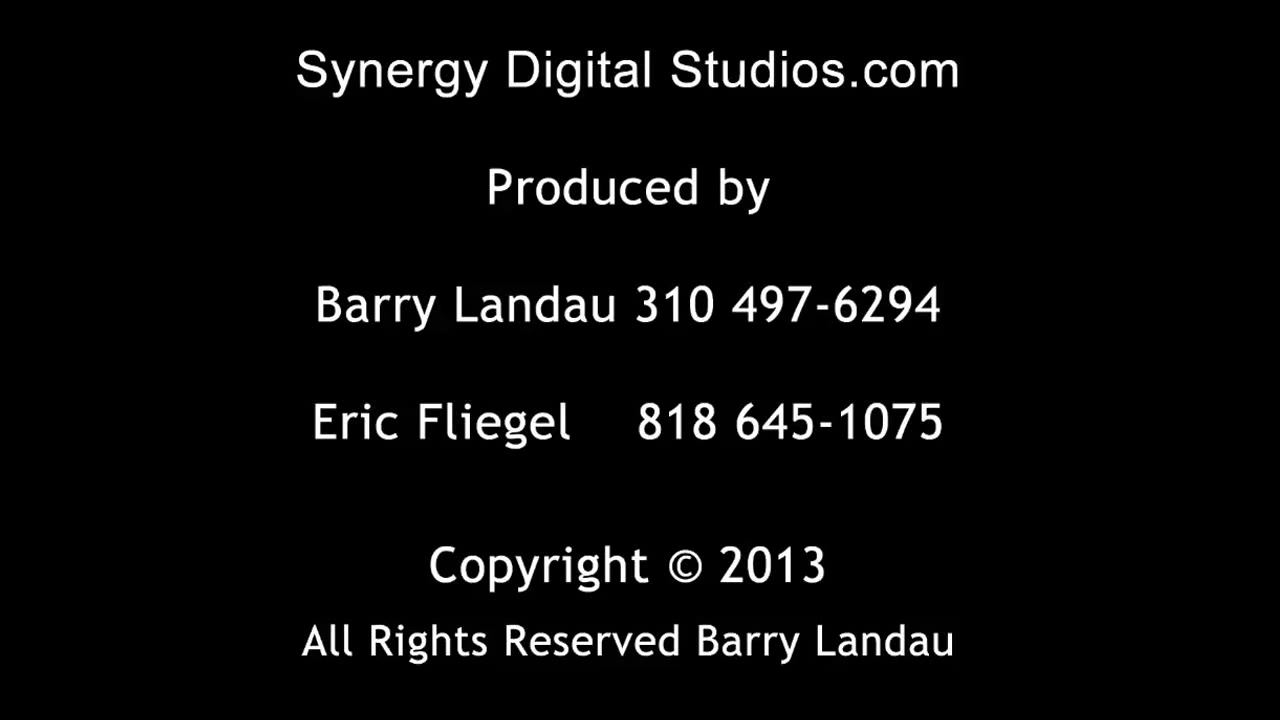 Synergy Digital Studios.com
Produced by
Barry Landau 310 497-6294
Eric Fliegel 818 645-1075
Copyright © 2013
All Rights Reserved Barry Landau